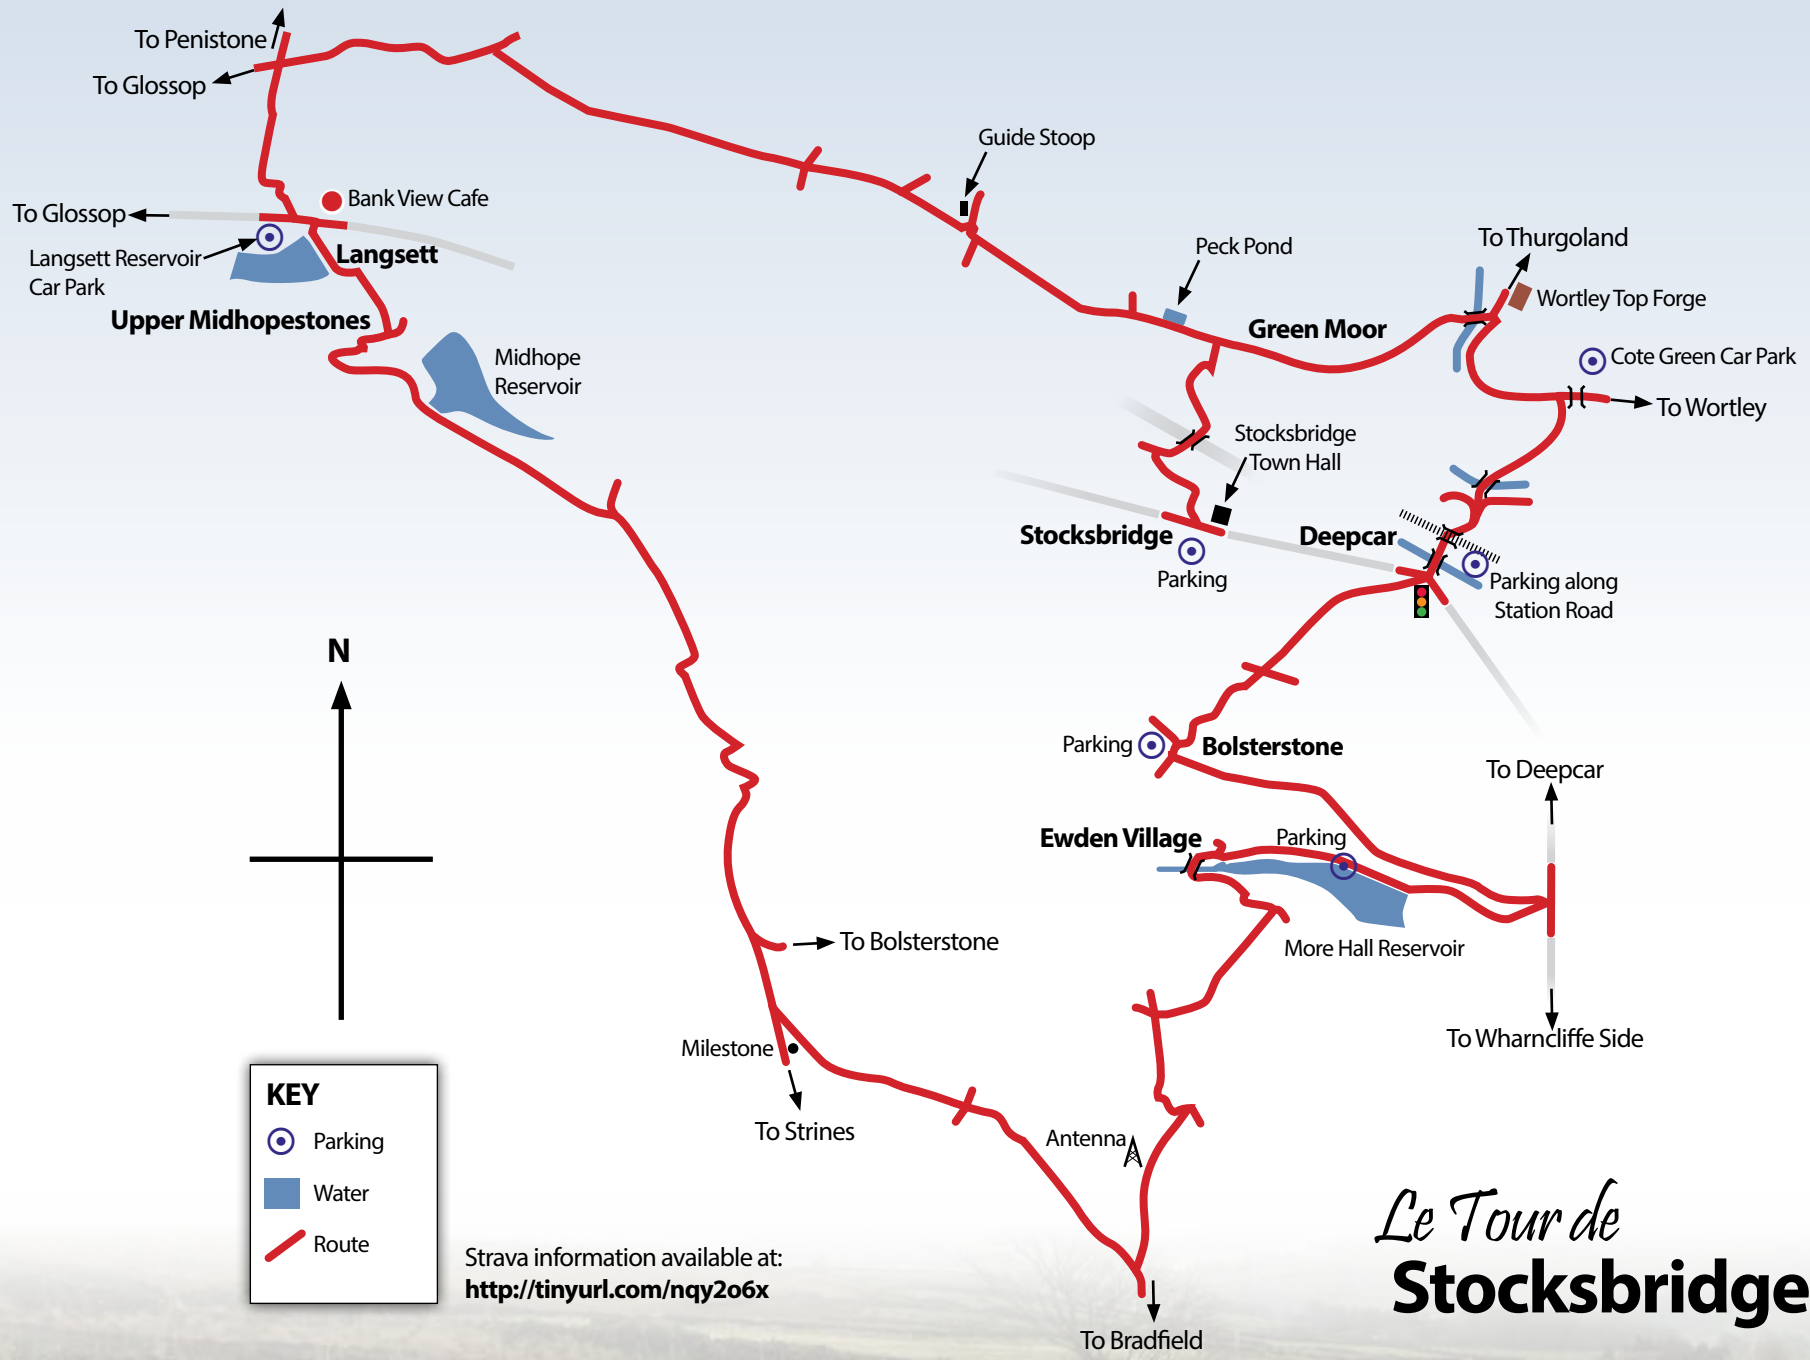 To Penistone
To Glossop
Guide Stoop
Bank View Cafe
To Glossop
Langsett
Langsett Reservoir
Car Park
Upper Midhopestones
Midhope
Reservoir
Peck Pond
Green Moor
To Thurgoland
Wortley Top Forge
Cote Green Car Park
To Wortley
Stocksbridge
Town Hall
Stocksbridge
Parking
Deepcar
Parking along
Station Road
N
Parking
Bolsterstone
To Deepcar
Ewden Village
Parking
More Hall Reservoir
To Bolsterstone
To Wharncliffe Side
Milestone
To Strines
Antenna
KEY
Parking
Water
Route
Strava information available at:
http://tinyurl.com/nqy2o6x
To Bradfield
Le Tour de
Stocksbridge